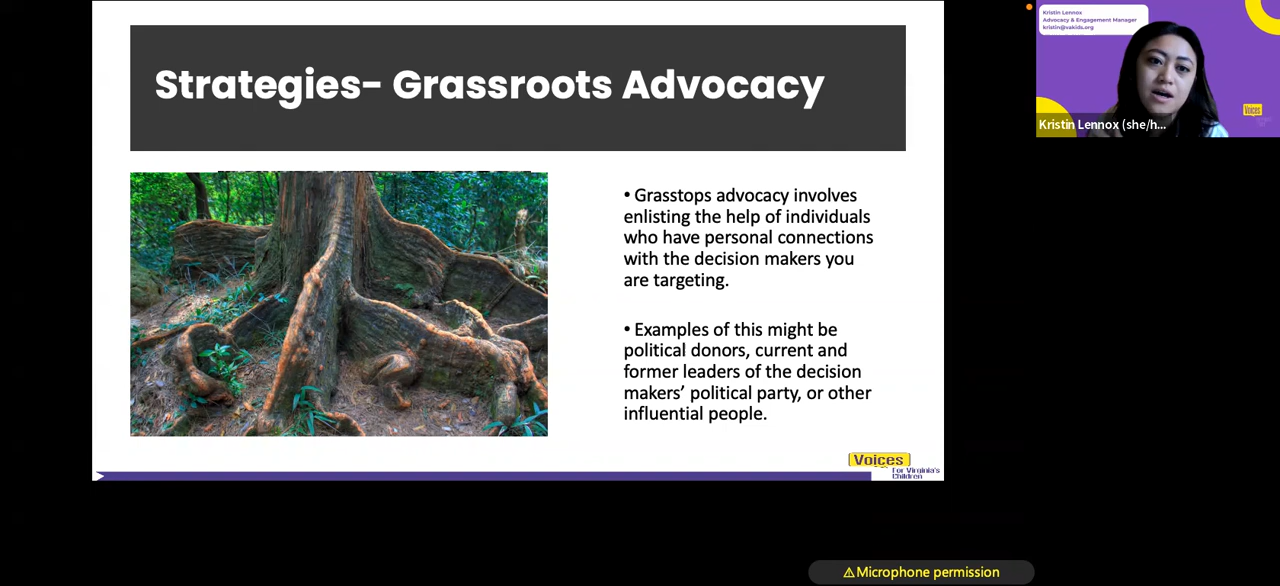 Strategies- Grassroots Advocacy
• Grasstops advocacy involves
enlisting the help of individuals
who have personal connections
with the decision makers you
are targeting.
• Examples of this might be
political donors, current and
former leaders of the decision
makers’ political party, or other
influential people.
Voices
for Virginia's
Children
Kristin Lennox
Advocacy & Engagement Manager
kristin@vakids.org
Voices
Kristin Lennox (she/h...
⚠Microphone permission